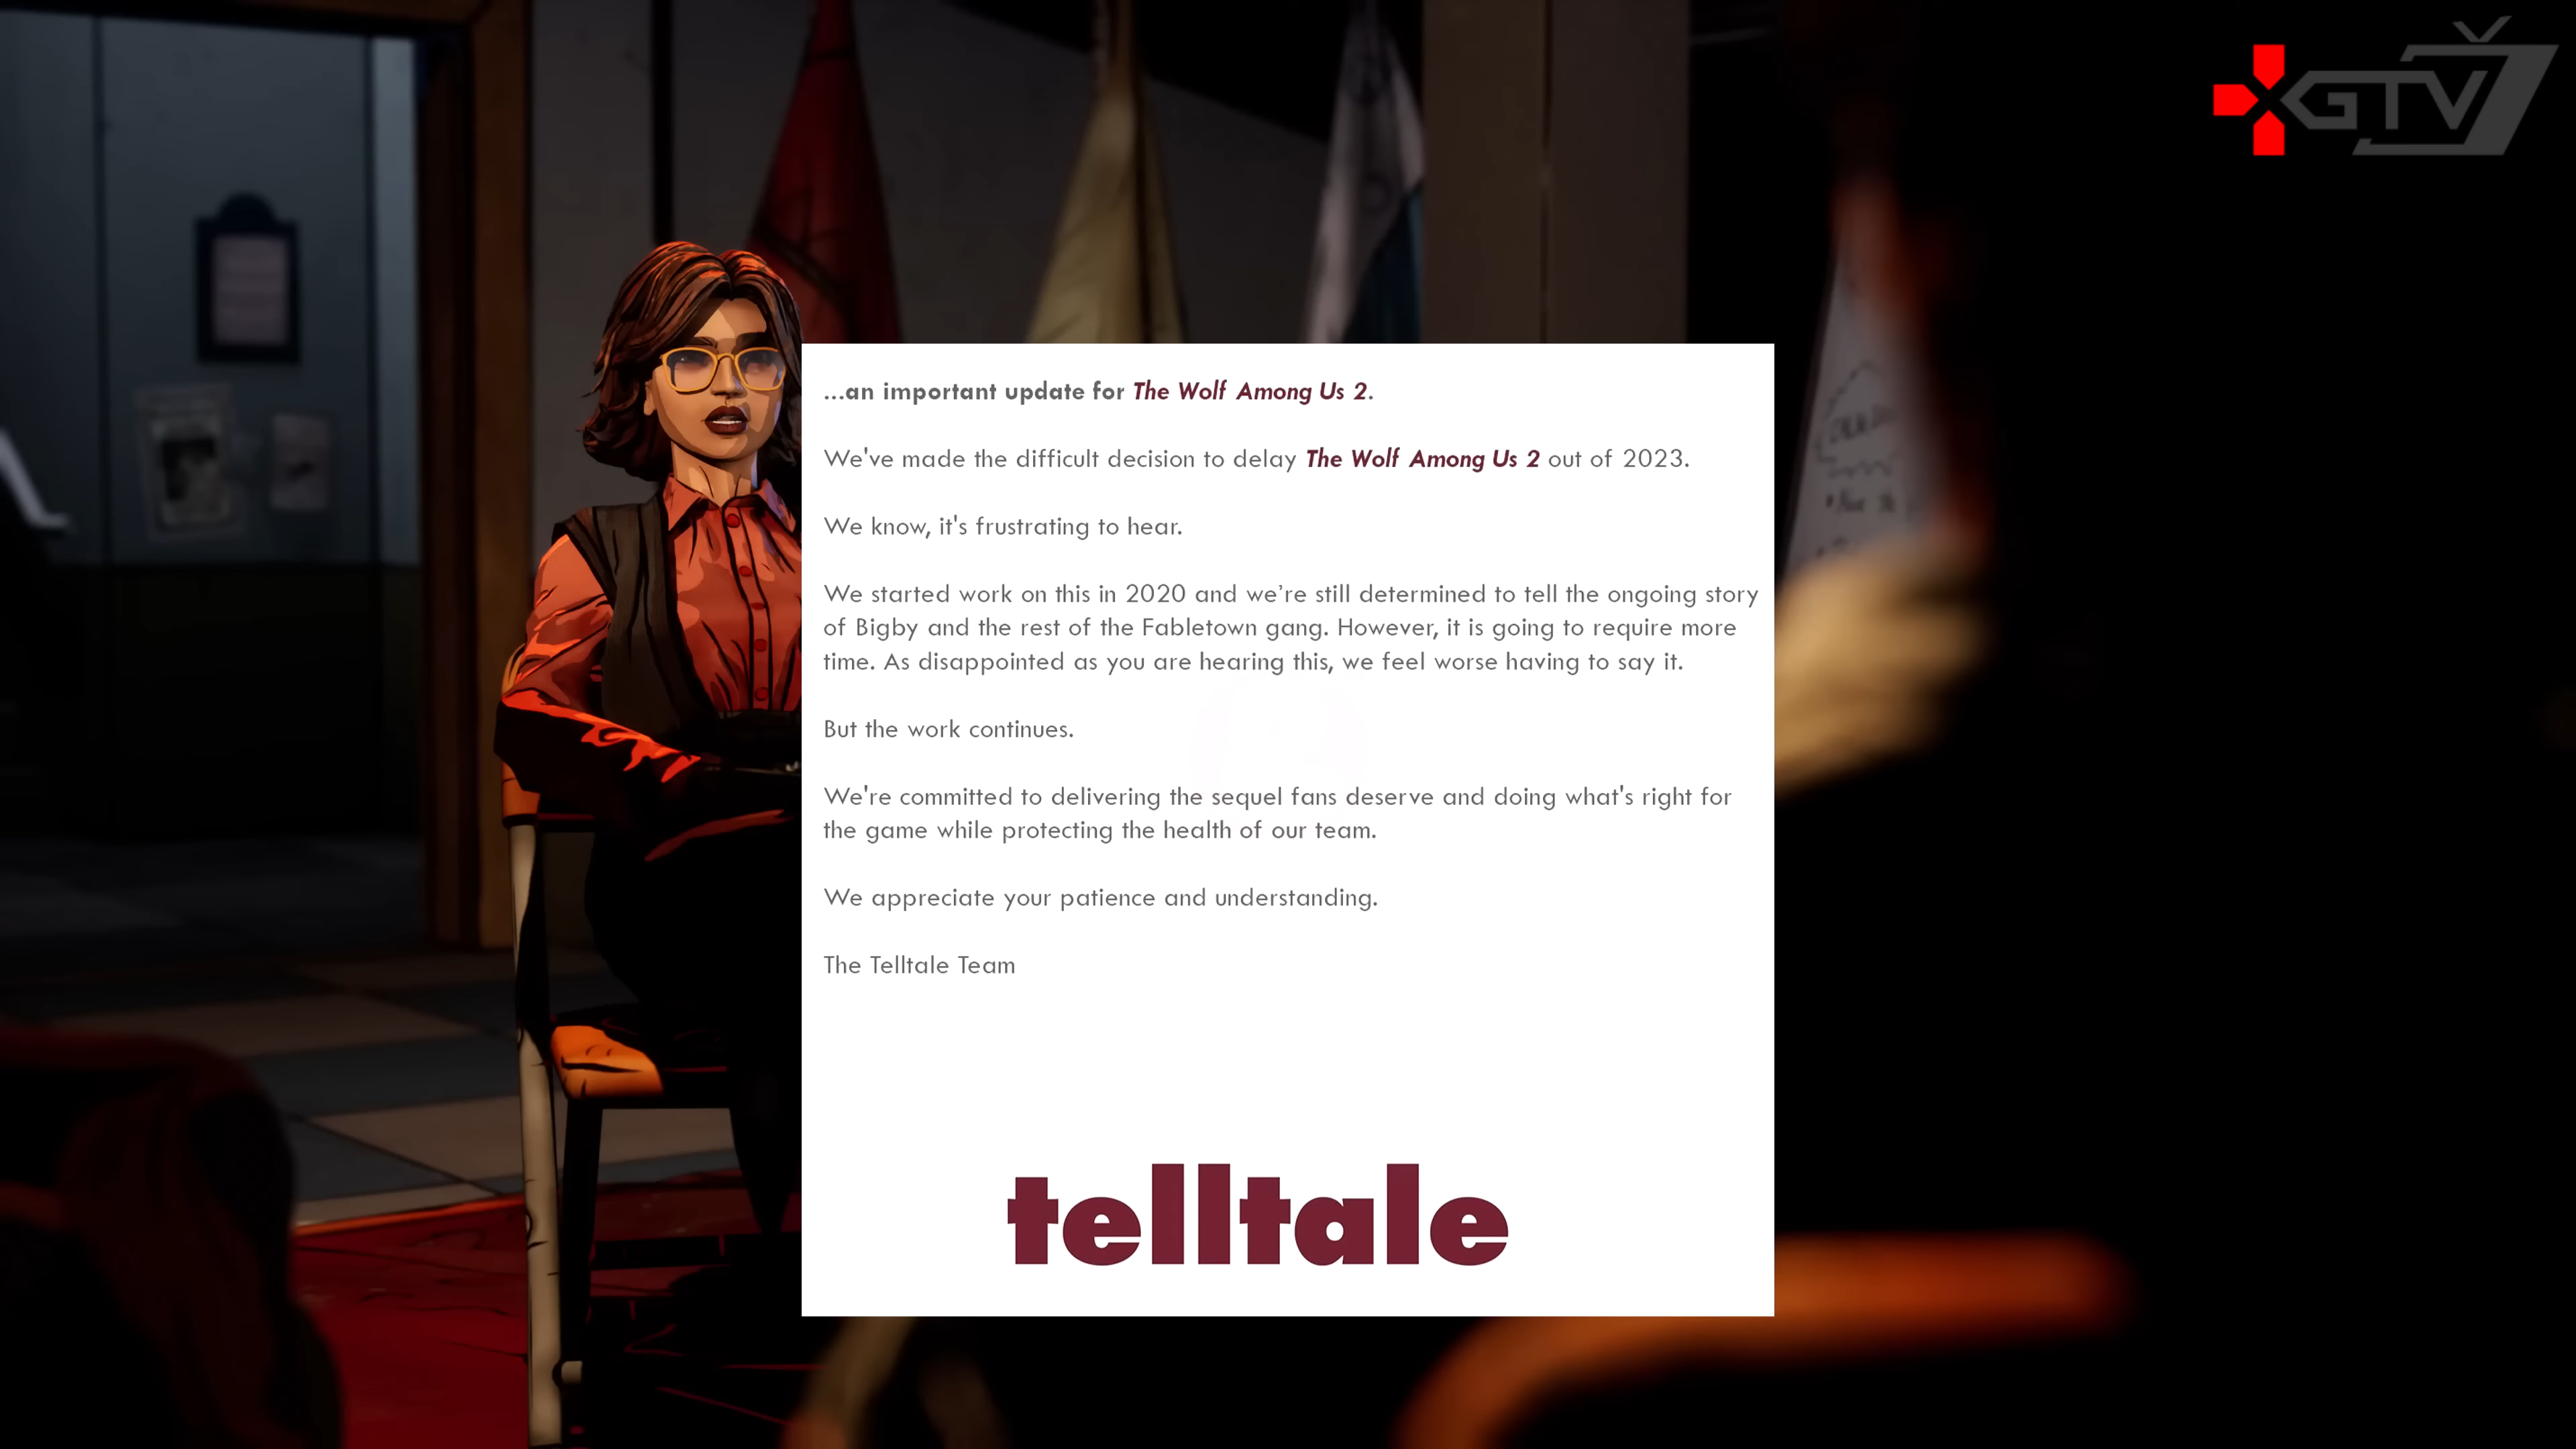 GTV
...an important update for The Wolf Among Us 2.
We've made the difficult decision to delay The Wolf Among Us 2 out of 2023.
We know, it's frustrating to hear.
We started work on this in 2020 and we’re still determined to tell the ongoing story
of Bigby and the rest of the Fabletown gang. However, it is going to require more
time. As disappointed as you are hearing this, we feel worse having to say it.
But the work continues.
We're committed to delivering the sequel fans deserve and doing what's right for
the game while protecting the health of our team.
We appreciate your patience and understanding.
The Telltale Team
telltale